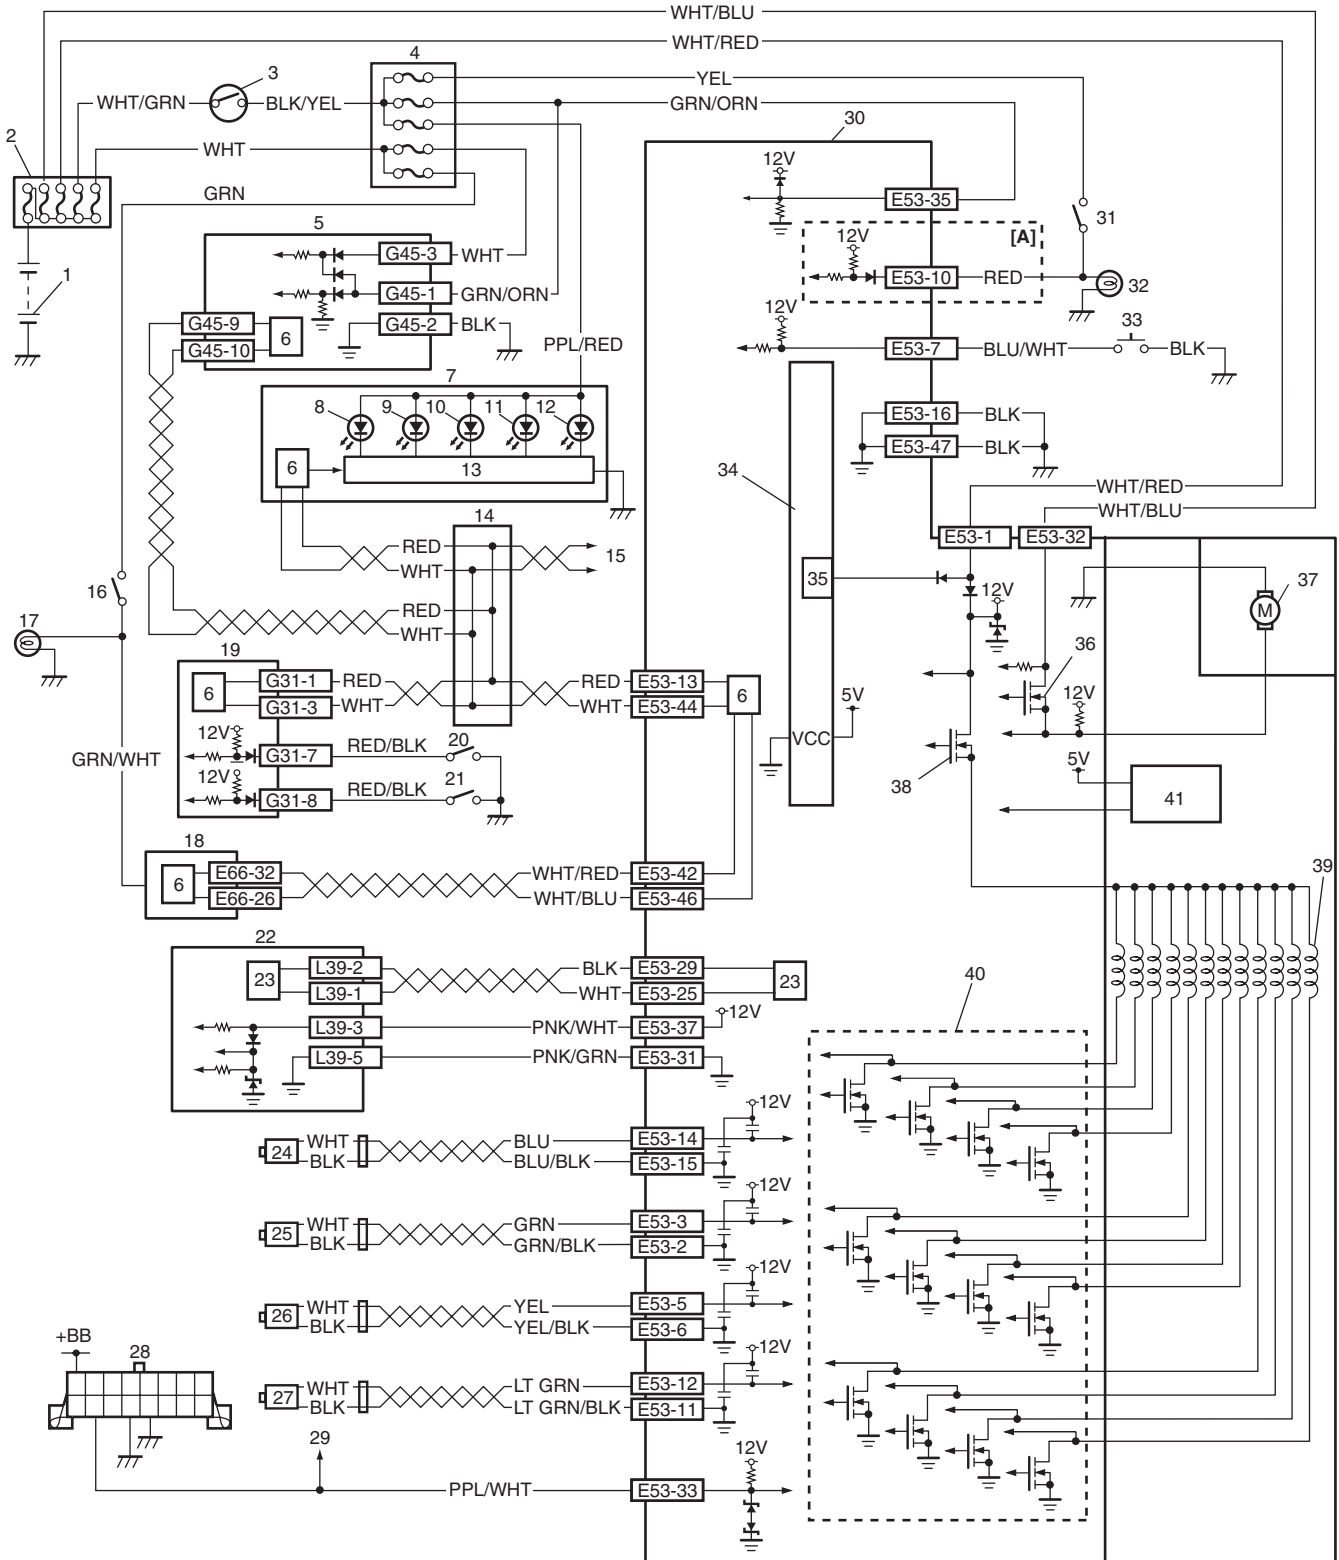 WHT/BLU
WHT/RED
4
3
YEL
WHT/GRN
BLK/YEL
GRN/ORN
30
2
WHT
12V
GRN
E53-35
31
5
12V
[A]
G45-3
WHT
E53-10
RED
1
G45-1
GRN/ORN
32
G45-9
G45-2
BLK
12V
33
6
G45-10
PPL/RED
E53-7
BLU/WHT
BLK
7
8
9
10
11
12
E53-16
BLK
E53-47
BLK
6
13
34
WHT/RED
14
WHT/BLU
E53-1
E53-32
RED
15
WHT
35
12V
37
16
M
RED
17
WHT
36
19
6
G31-1
RED
RED
E53-13
6
12V
G31-3
WHT
WHT
E53-44
5V
12V
20
VCC
GRN/WHT
G31-7
RED/BLK
5V
12V
21
38
G31-8
RED/BLK
41
18
39
E66-32
WHT/RED
E53-42
6
E66-26
WHT/BLU
E53-46
22
L39-2
BLK
E53-29
23
23
40
L39-1
WHT
E53-25
12V
L39-3
PNK/WHT
E53-37
L39-5
PNK/GRN
E53-31
12V
WHT
BLU
E53-14
24
BLK
BLU/BLK
E53-15
12V
WHT
GRN
E53-3
25
BLK
GRN/BLK
E53-2
12V
WHT
YEL
E53-5
26
BLK
YEL/BLK
E53-6
+BB
28
12V
WHT
LT GRN
E53-12
27
BLK
LT GRN/BLK
E53-11
29
12V
PPL/WHT
E53-33